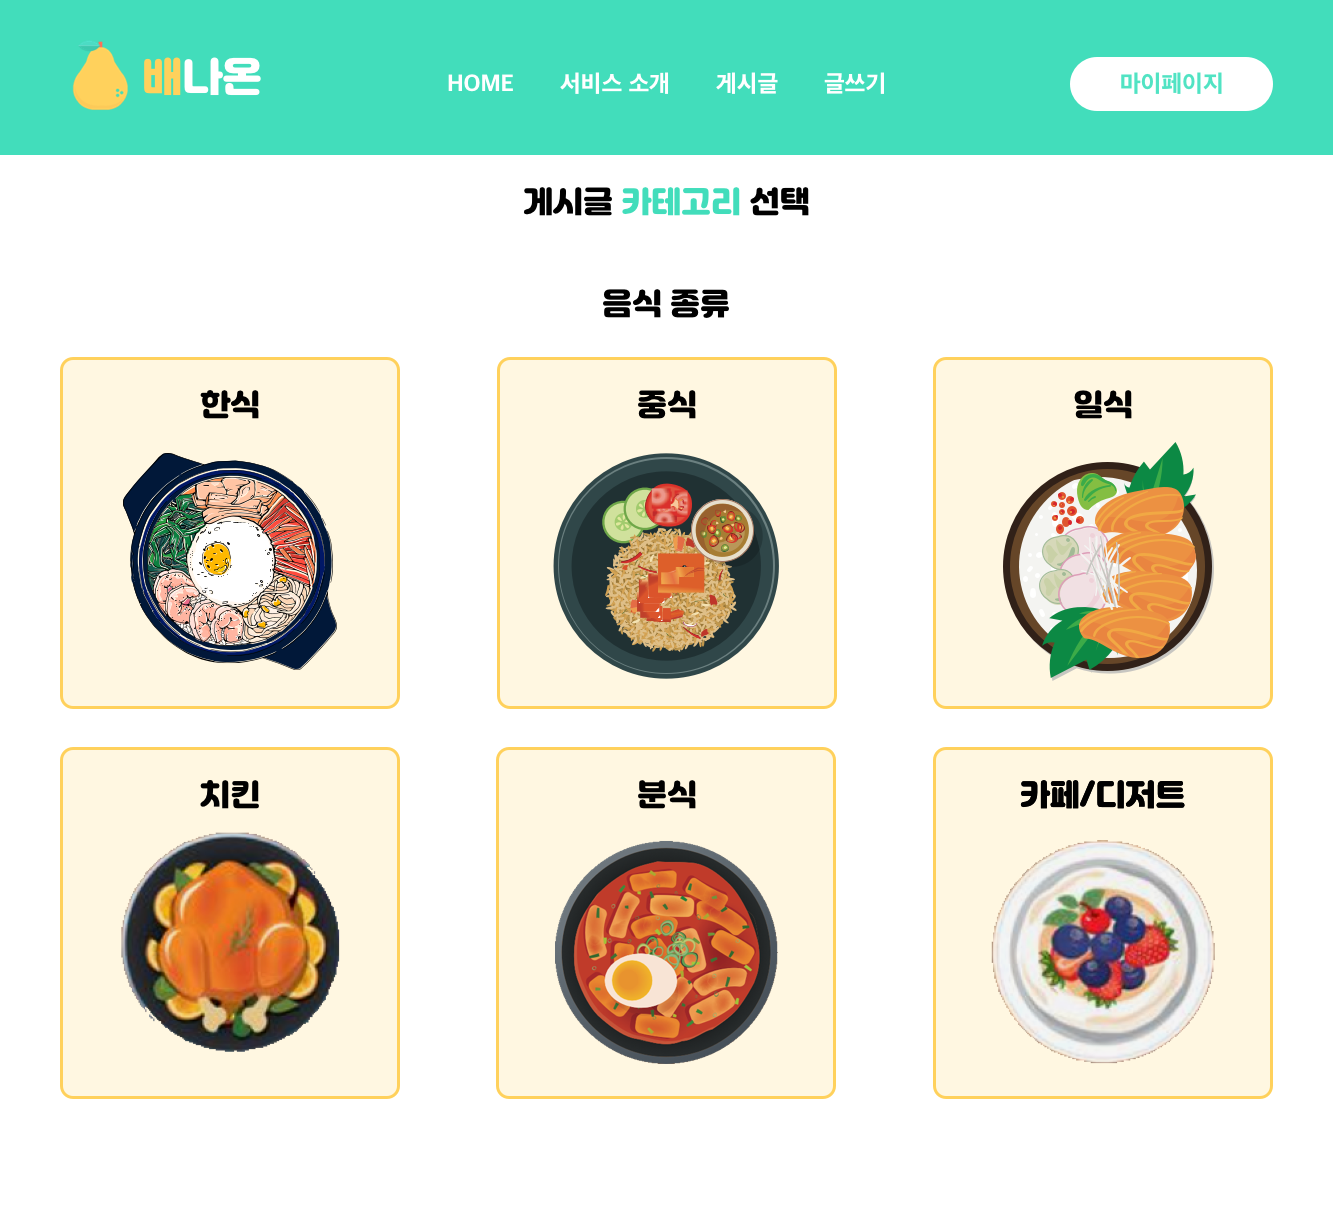 배나온
HOME 서비스 소개 게시글 글쓰기
마이페이지
게시글 카테고리 선택
음식 종류
한식
중식
일식
치킨
분식
카페/디저트